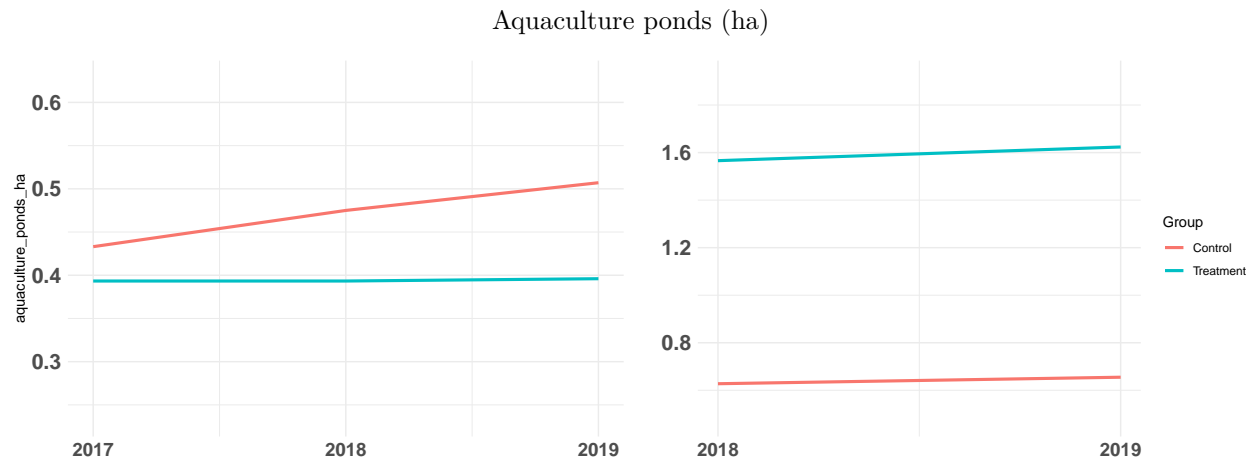 Aquaculture ponds (ha)
aquaculture_ponds_ha
0.6
0.5
0.4
0.3
2017 2018 2019
1.6
1.2
0.8
2018 2019
Group
Control
Treatment